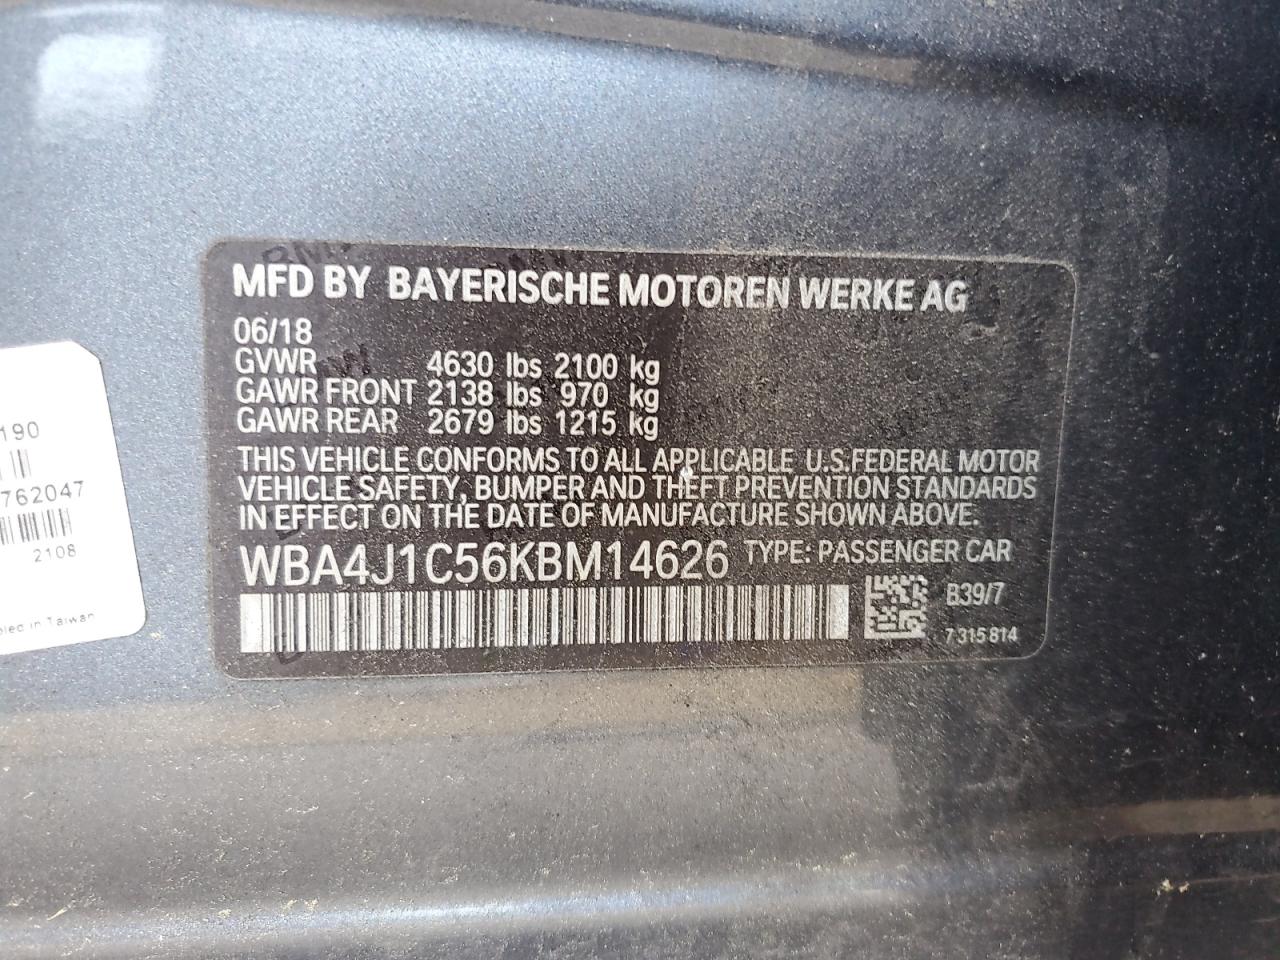 MFD BY BAYERISCHE MOTOREN WERKE AG
06/18
GVWR 4630 lbs 2100 kg
GAWR FRONT 2138 lbs 970 kg
GAWR REAR 2679 lbs 1215 kg
THIS VEHICLE CONFORMS TO ALL APPLICABLE U.S.FEDERAL MOTOR
VEHICLE SAFETY, BUMPER AND THEFT PREVENTION STANDARDS
IN EFFECT ON THE DATE OF MANUFACTURE SHOWN ABOVE.
WBA4J1C56KBM14626 TYPE: PASSENGER CAR
B39/7
7 315 814
190
762047
2108
bled in Taiwan